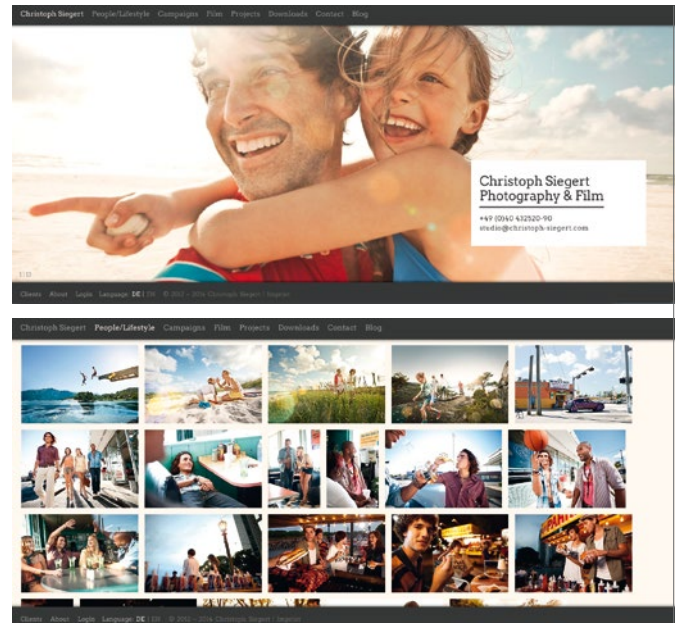 Christoph Siegert People/Lifestyle Campaigns Film Projects Downloads Contact Blog
Christoph Siegert
Photography & Film
+49 (0)40 432520-90
studio@christoph-siegert.com
Clients About Login Language DE | EN © 2012 – 2014 Christoph Siegert | Imprint
Christoph Siegert People/Lifestyle Campaigns Film Projects Downloads Contact Blog
Clients About Login Language DE | EN © 2012 – 2014 Christoph Siegert | Imprint